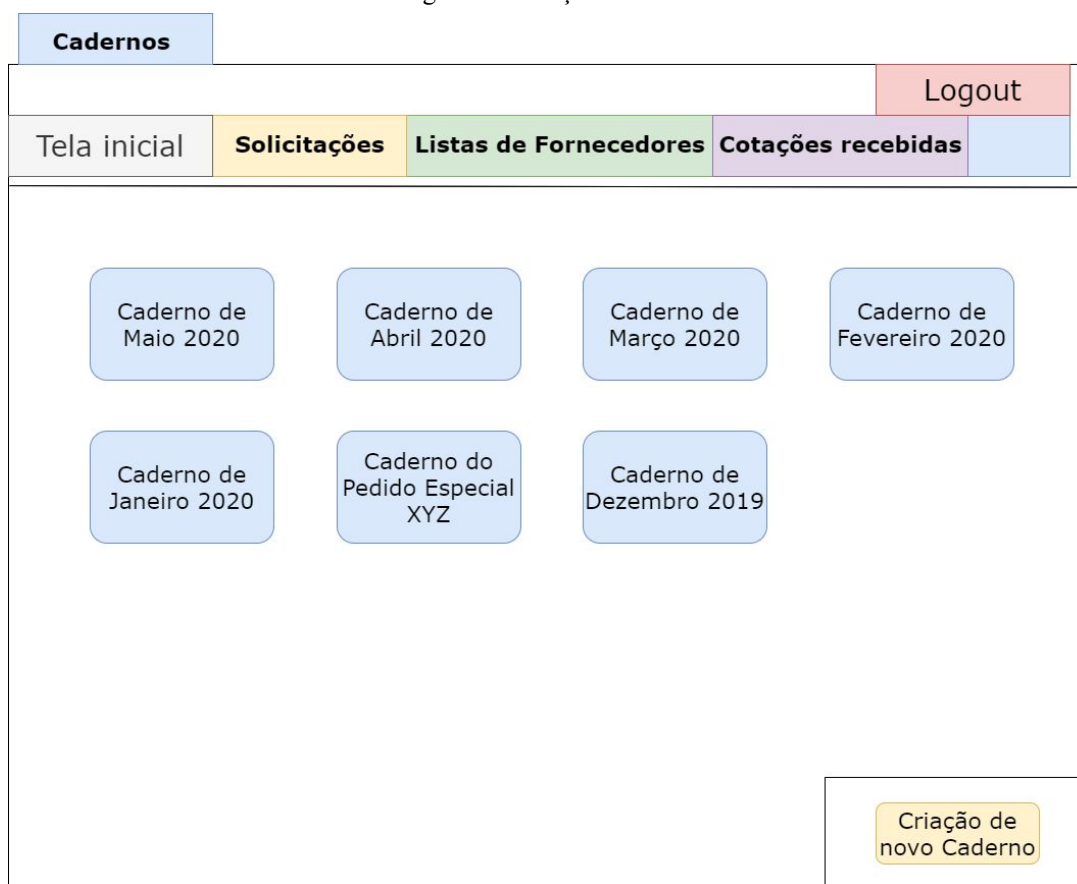 Cadernos
Logout
Tela inicial
Solicitações
Listas de Fornecedores
Cotações recebidas
Caderno de
Maio 2020
Caderno de
Abril 2020
Caderno de
Março 2020
Caderno de
Fevereiro 2020
Caderno de
Janeiro 2020
Caderno do
Pedido Especial
XYZ
Caderno de
Dezembro 2019
Criação de
novo Caderno